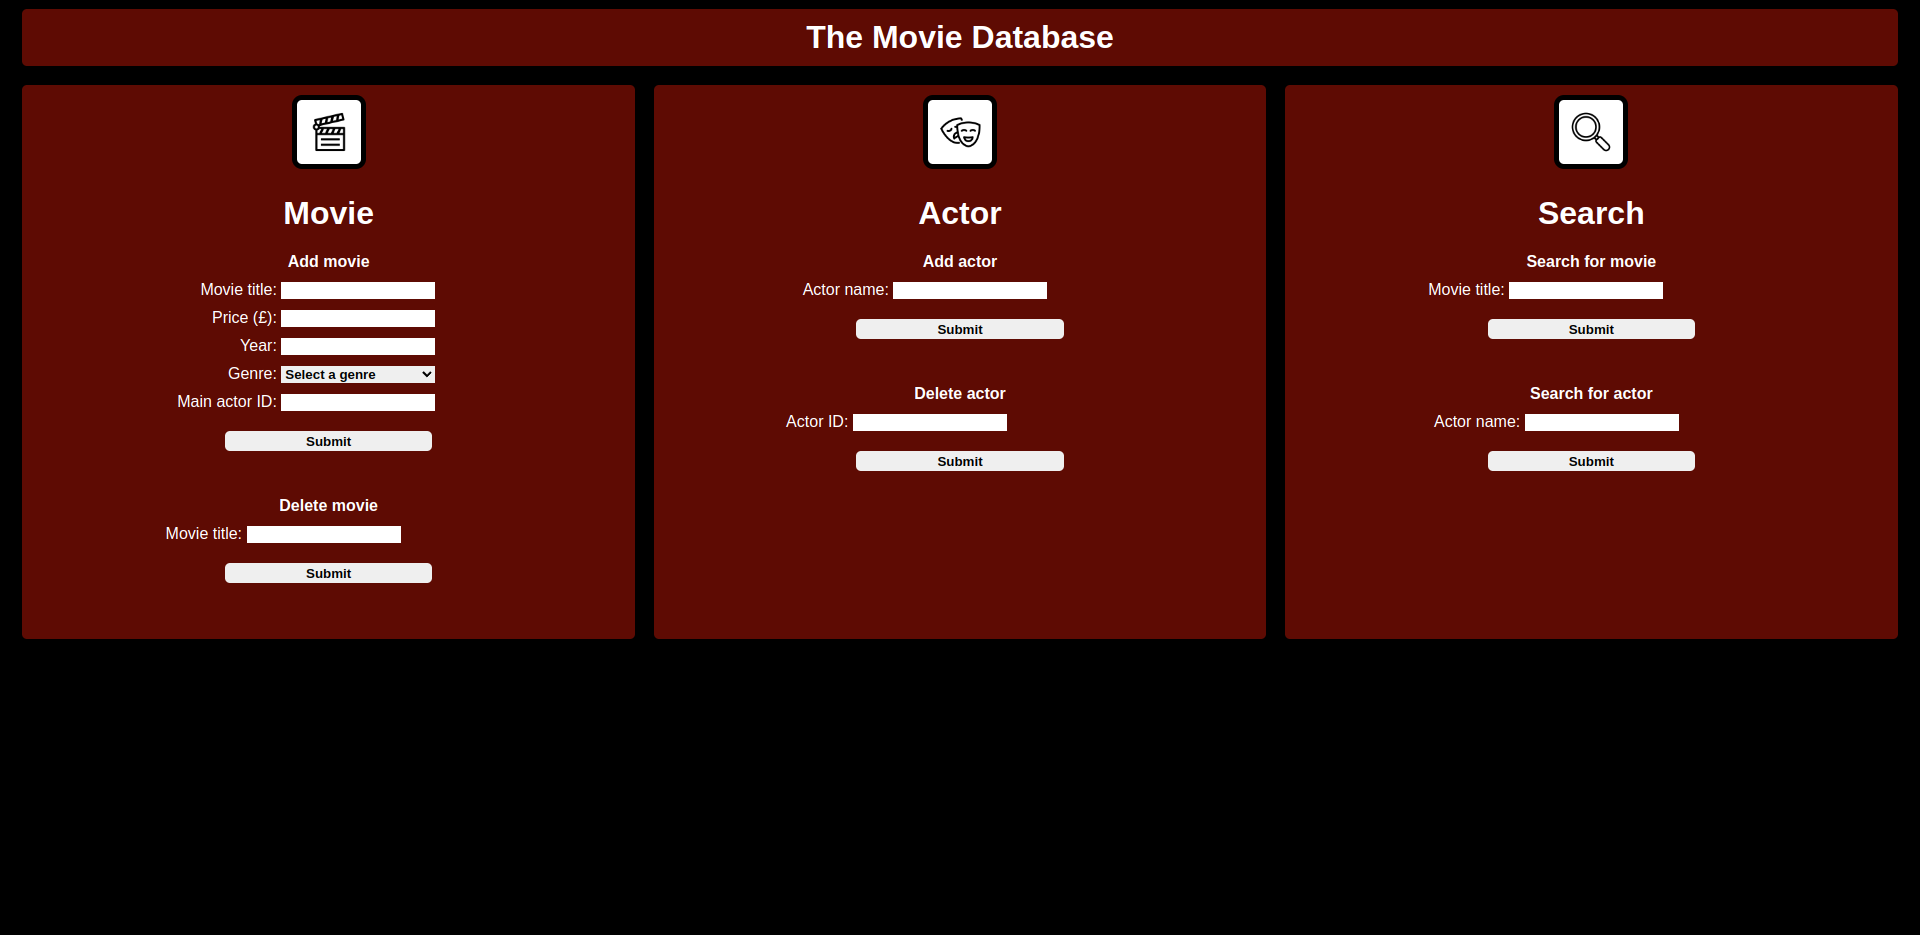 The Movie Database
Movie
Add movie
Movie title:
Price (£):
Year:
Genre: Select a genre
Main actor ID:
Submit
Delete movie
Movie title:
Submit
Actor
Add actor
Actor name:
Submit
Delete actor
Actor ID:
Submit
Search
Search for movie
Movie title:
Submit
Search for actor
Actor name:
Submit